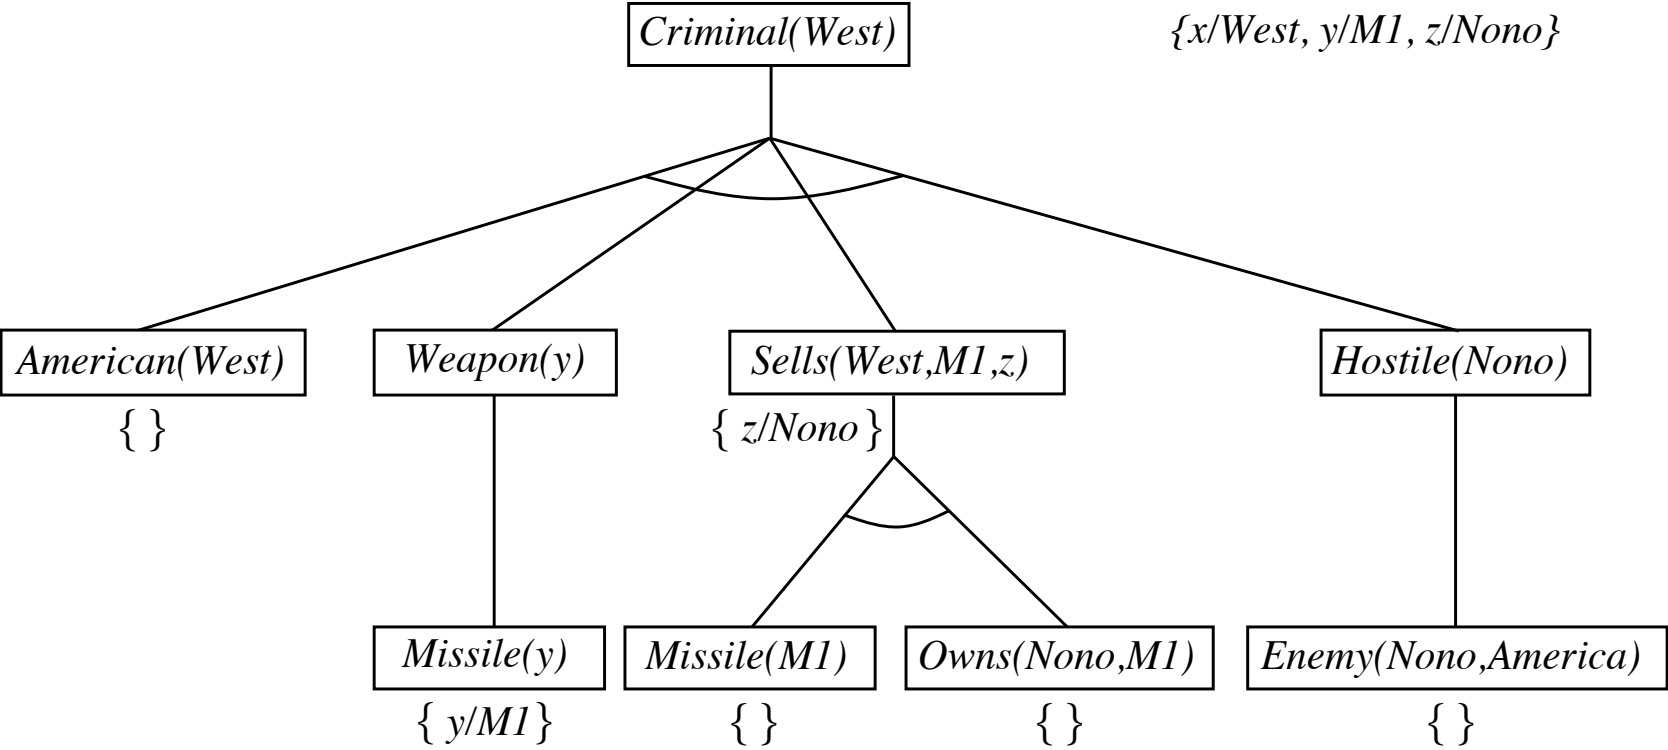 Criminal(West)
{x/West, y/M1, z/Nono}
American(West)
Weapon(y)
Sells(West,M1,z)
Hostile(Nono)
{ }
{ z/Nono }
Missile(y)
Missile(M1)
Owns(Nono,M1)
Enemy(Nono,America)
{ y/M1 }
{ }
{ }
{ }